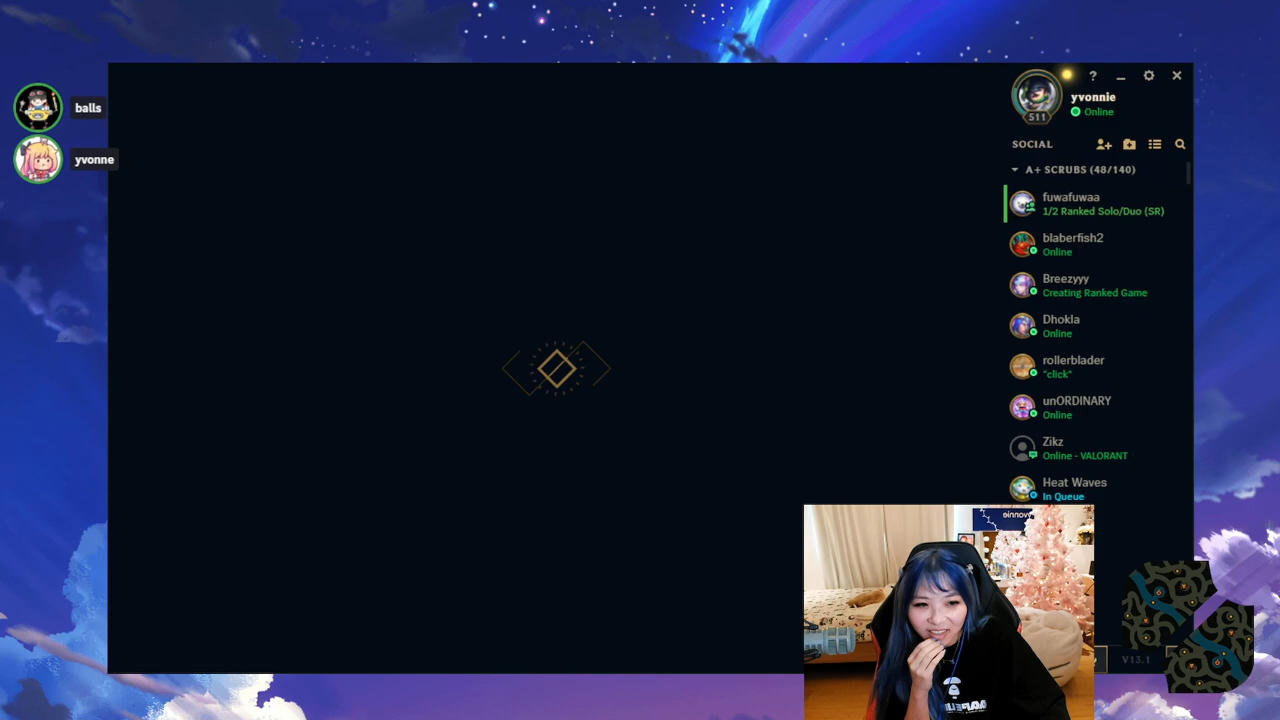 balls
yvonne
?
yvonnie
511
Online
SOCIAL
A+ SCRUBS (48/140)
fuwafuwaa
1/2 Ranked Solo/Duo (SR)
blaberfish2
Online
Breezyyy
Creating Ranked Game
Dhokla
Online
rollerblader
"click"
unORDINARY
Online
Zikz
Online - VALORANT
Heat Waves
In Queue
yvonnie
V13.1